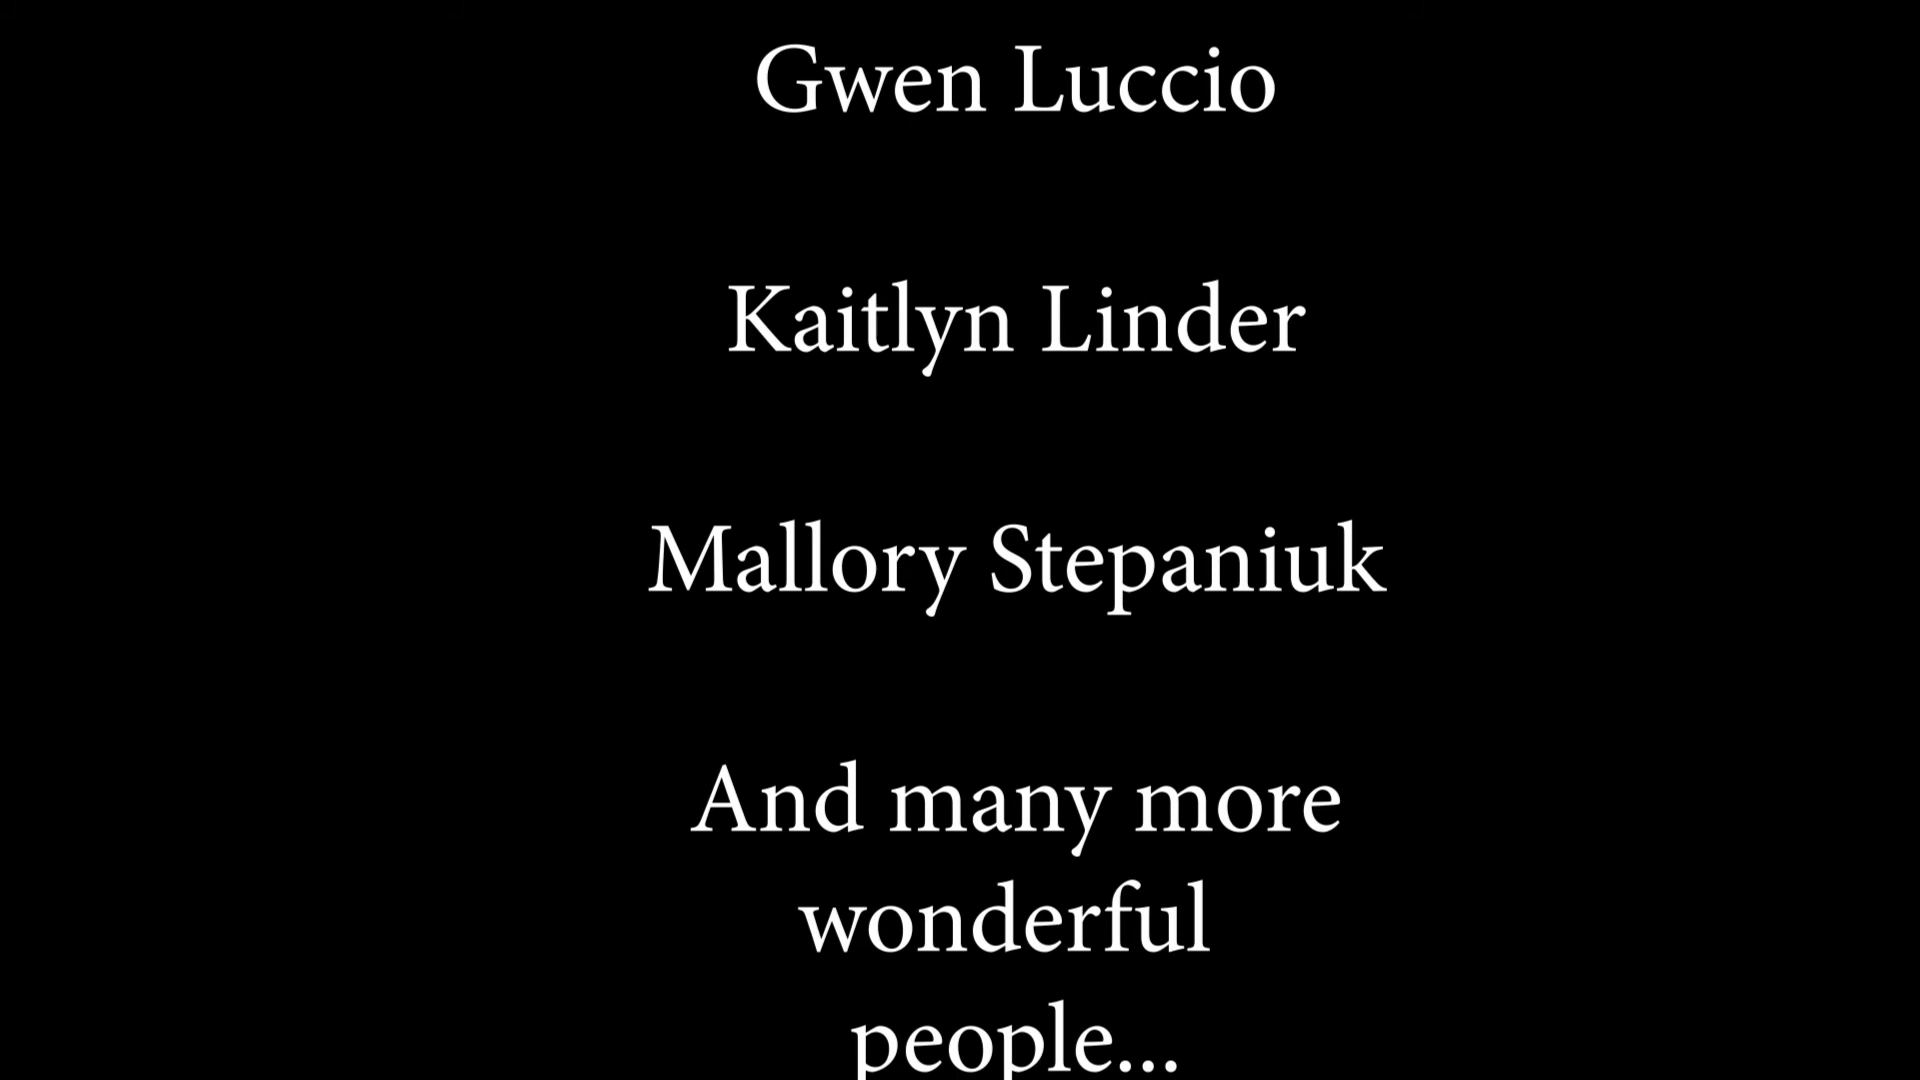 Gwen Luccio
Kaitlyn Linder
Mallory Stepaniuk
And many more
wonderful
people...